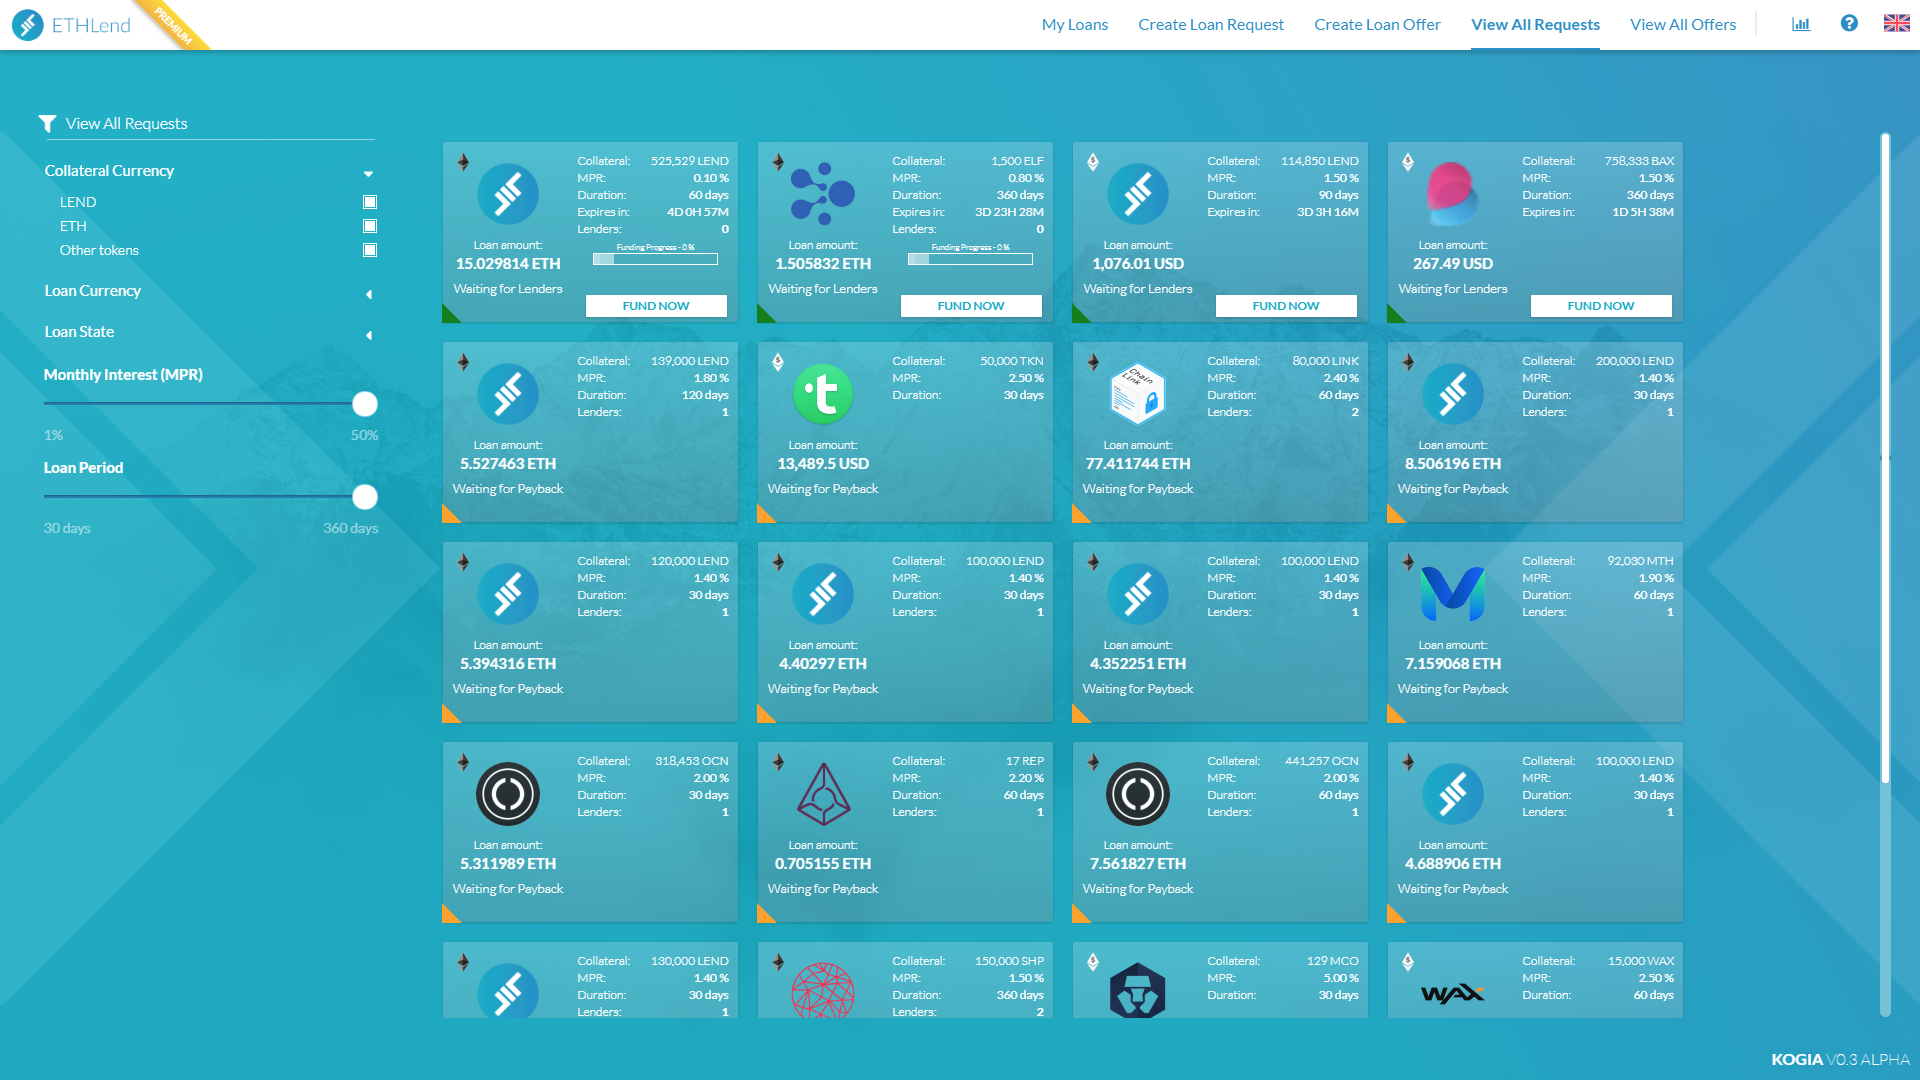 ETHLend
PREMIUM
My Loans
Create Loan Request
Create Loan Offer
View All Requests
View All Offers
View All Requests
Collateral Currency
LEND
ETH
Other tokens
Loan Currency
Loan State
Monthly Interest (MPR)
1% 50%
Loan Period
30 days 360 days
Collateral: 525,529 LEND
MPR: 0.10 %
Duration: 60 days
Expires in: 4D 0H 57M
Lenders: 0
Funding Progress - 0 %
Loan amount:
15.029814 ETH
Waiting for Lenders
FUND NOW
Collateral: 1,500 ELF
MPR: 0.80 %
Duration: 360 days
Expires in: 3D 23H 28M
Lenders: 0
Funding Progress - 0 %
Loan amount:
1.505832 ETH
Waiting for Lenders
FUND NOW
Collateral: 114,850 LEND
MPR: 1.50 %
Duration: 90 days
Expires in: 3D 3H 16M
Loan amount:
1,076.01 USD
Waiting for Lenders
FUND NOW
Collateral: 758,333 BAX
MPR: 1.50 %
Duration: 360 days
Expires in: 1D 5H 38M
Loan amount:
267.49 USD
Waiting for Lenders
FUND NOW
Collateral: 139,000 LEND
MPR: 1.80 %
Duration: 120 days
Lenders: 1
Loan amount:
5.527463 ETH
Waiting for Payback
Collateral: 50,000 TKN
MPR: 2.50 %
Duration: 30 days
Loan amount:
13,489.5 USD
Waiting for Payback
Chain
Link
Collateral: 80,000 LINK
MPR: 2.40 %
Duration: 60 days
Lenders: 2
Loan amount:
77.411744 ETH
Waiting for Payback
Collateral: 200,000 LEND
MPR: 1.40 %
Duration: 30 days
Lenders: 1
Loan amount:
8.506196 ETH
Waiting for Payback
Collateral: 120,000 LEND
MPR: 1.40 %
Duration: 30 days
Lenders: 1
Loan amount:
5.394316 ETH
Waiting for Payback
Collateral: 100,000 LEND
MPR: 1.40 %
Duration: 30 days
Lenders: 1
Loan amount:
4.40297 ETH
Waiting for Payback
Collateral: 100,000 LEND
MPR: 1.40 %
Duration: 30 days
Lenders: 1
Loan amount:
4.352251 ETH
Waiting for Payback
Collateral: 92,030 MTH
MPR: 1.90 %
Duration: 60 days
Lenders: 1
Loan amount:
7.159068 ETH
Waiting for Payback
Collateral: 318,453 OCN
MPR: 2.00 %
Duration: 30 days
Lenders: 1
Loan amount:
5.311989 ETH
Waiting for Payback
Collateral: 17 REP
MPR: 2.20 %
Duration: 60 days
Lenders: 1
Loan amount:
0.705155 ETH
Waiting for Payback
Collateral: 441,257 OCN
MPR: 2.00 %
Duration: 60 days
Lenders: 1
Loan amount:
7.561827 ETH
Waiting for Payback
Collateral: 100,000 LEND
MPR: 1.40 %
Duration: 30 days
Lenders: 1
Loan amount:
4.688906 ETH
Waiting for Payback
Collateral: 130,000 LEND
MPR: 1.40 %
Duration: 30 days
Lenders: 1
Collateral: 150,000 SHP
MPR: 1.50 %
Duration: 360 days
Lenders: 2
Collateral: 129 MCO
MPR: 5.00 %
Duration: 30 days
WAX
Collateral: 15,000 WAX
MPR: 2.50 %
Duration: 60 days
KOGIA V0.3 ALPHA